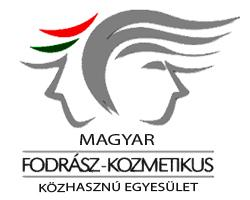 MAGYAR
FODRÁSZ-KOZMETIKUS
KÖZHASZNÚ EGYESÜLET